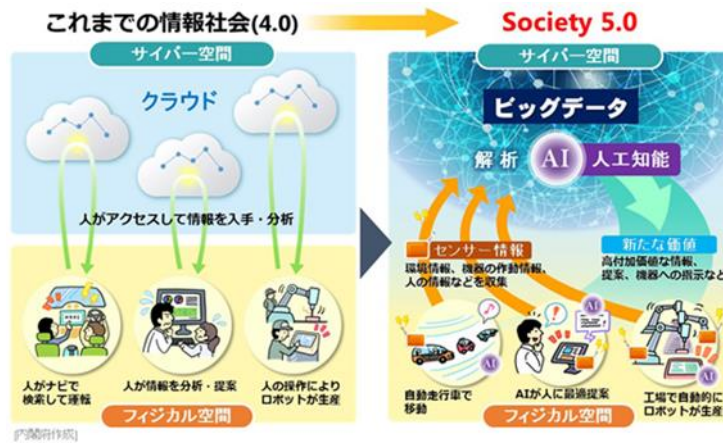 これまでの情報社会(4.0)
Society 5.0
サイバー空間
クラウド
人がアクセスして情報を入手・分析
人がナビで
検索して運転
人が情報を分析・提案
人の操作により
ロボットが生産
フィジカル空間
サイバー空間
ビッグデータ
解析 AI 人工知能
センサー情報
環境情報、機器の作動情報、
人の情報などを収集
新たな価値
高付加価値な情報、
提案、機器への指示など
AI
AI
AI
自動走行車で
移動
AIが人に最適提案
工場で自動的に
ロボットが生産
フィジカル空間
[内閣府作成]